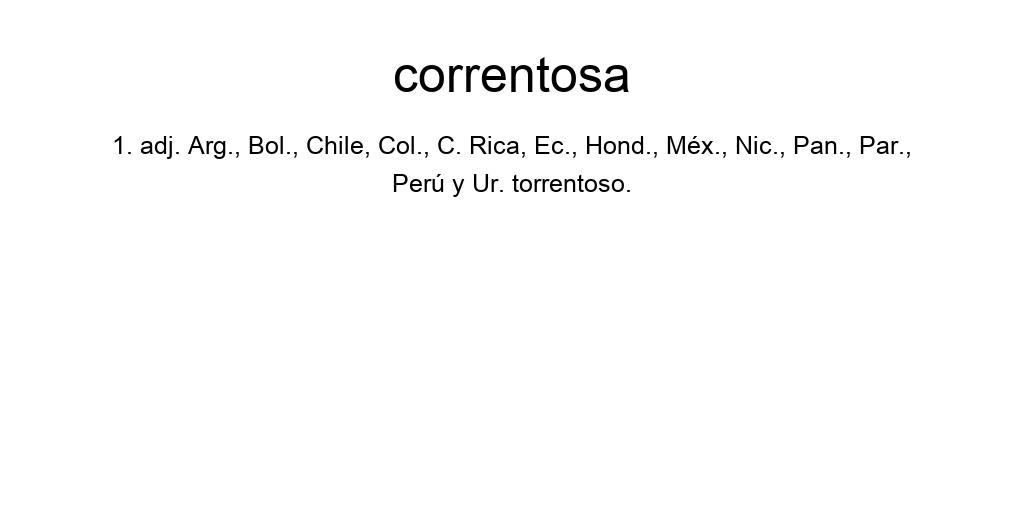 correntosa
1. adj. Arg., Bol., Chile, Col., C. Rica, Ec., Hond., Méx., Nic., Pan., Par.,
Perú y Ur. torrentoso.